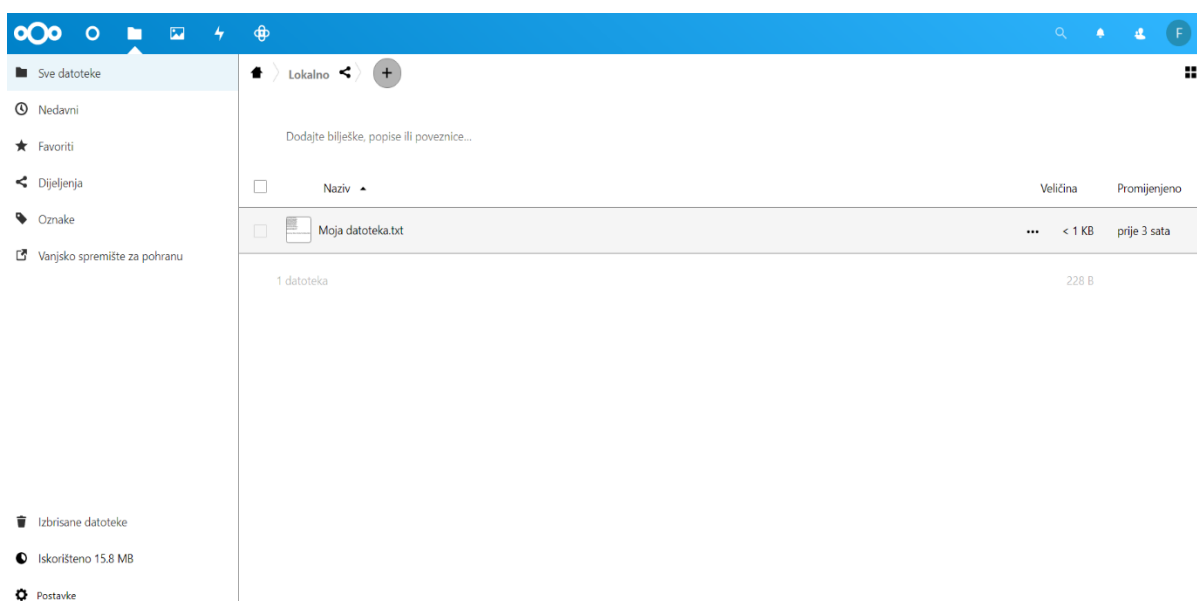 F
Sve datoteke
Lokalno
Nedavni
Dodajte bilješke, popise ili poveznice...
Favoriti
Dijeljenja
Naziv Veličina Promijenjeno
Oznake
Moja datoteka.txt ... < 1 KB prije 3 sata
Vanjsko spremište za pohranu
1 datoteka 228 B
Izbrisane datoteke
Iskorišteno 15.8 MB
Postavke